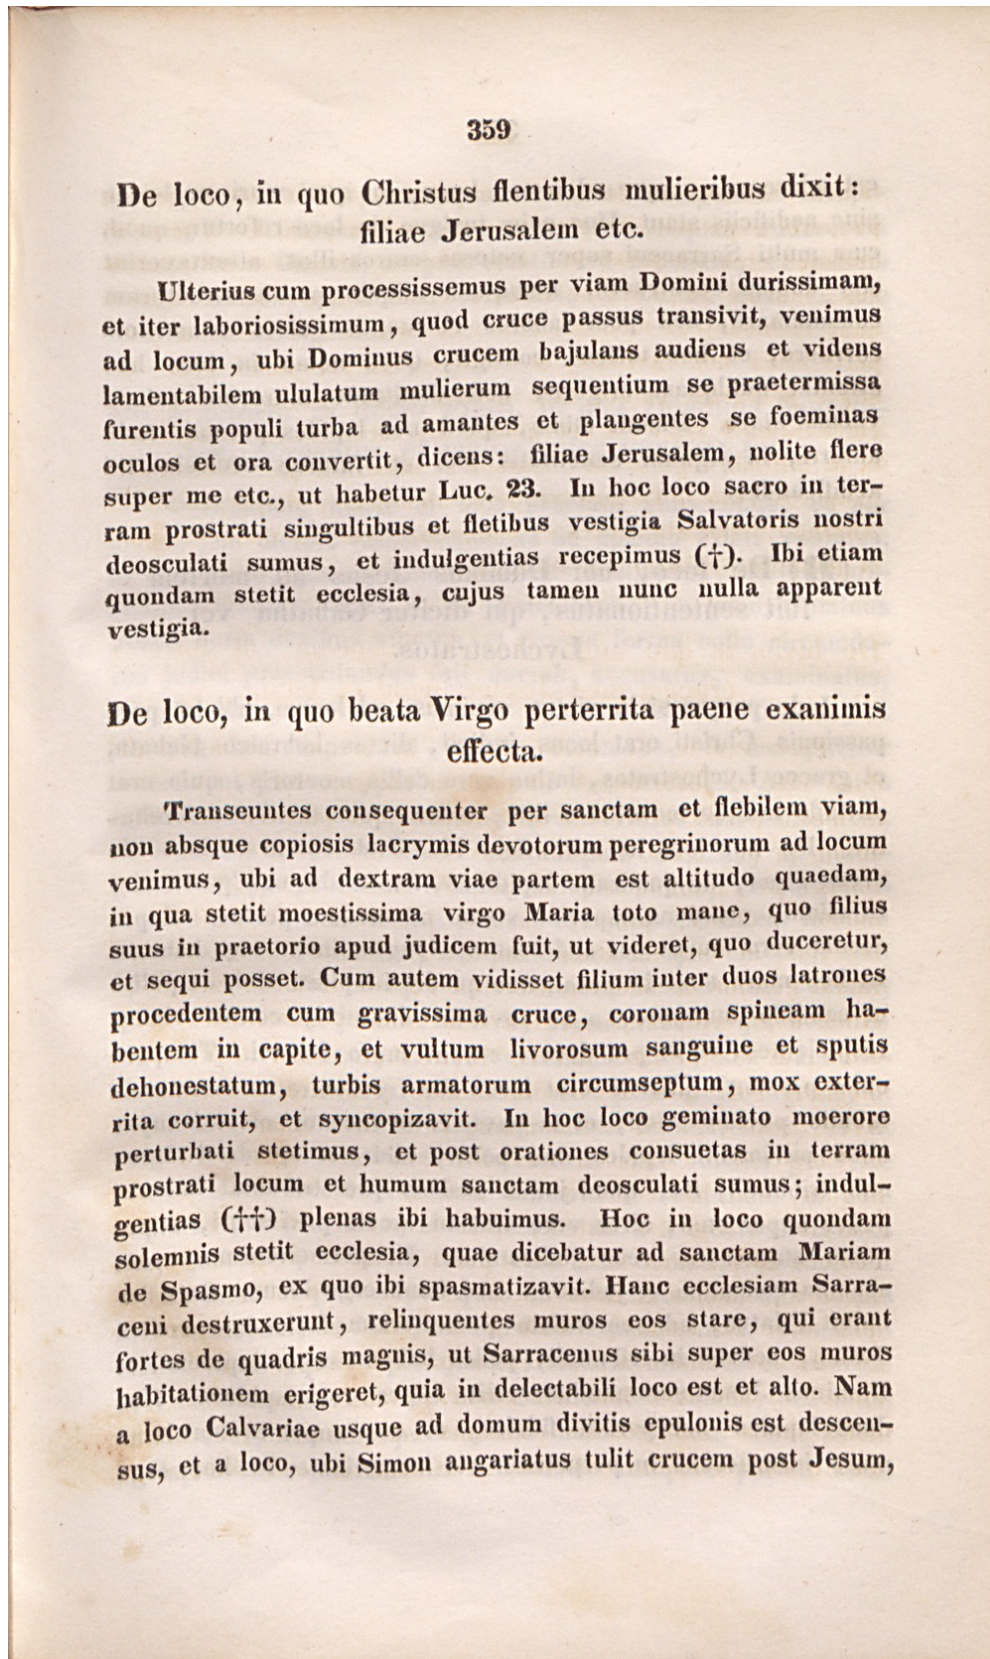 359
De loco, in quo Christus flentibus mulieribus dixit:
filiae Jerusalem etc.
Ulterius cum processissemus per viam Domini durissimam,
et iter laboriosissimum, quod cruce passus transivit, venimus
ad locum, ubi Dominus crucem bajulans audiens et videns
lamentabilem ululatum mulierum sequentium se praetermissa
furentis populi turba ad amantes et plangentes se foeminas
oculos et ora convertit, dicens: filiae Jerusalem, nolite flere
super me etc., ut habetur Luc. 23. In hoc loco sacro in ter-
ram prostrati singultibus et fletibus vestigia Salvatoris nostri
deosculati sumus, et indulgentias recepimus (†). Ibi etiam
quondam stetit ecclesia, cujus tamen nunc nulla apparent
vestigia.
De loco, in quo beata Virgo perterrita paene exanimis
effecta.
Transeuntes consequenter per sanctam et flebilem viam,
non absque copiosis lacrymis devotorum peregrinorum ad locum
venimus, ubi ad dextram viae partem est altitudo quaedam,
in qua stetit moestissima virgo Maria toto mane, quo filius
suus in praetorio apud judicem fuit, ut videret, quo duceretur,
et sequi posset. Cum autem vidisset filium inter duos latrones
procedentem cum gravissima cruce, coronam spineam ha-
bentem in capite, et vultum livorosum sanguine et sputis
dehonestatum, turbis armatorum circumseptum, mox exter-
rita corruit, et syncopizavit. In hoc loco geminato moerore
perturbati stetimus, et post orationes consuetas in terram
prostrati locum et humum sanctam deosculati sumus; indul-
gentias (††) plenas ibi habuimus. Hoc in loco quondam
solemnis stetit ecclesia, quae dicebatur ad sanctam Mariam
de Spasmo, ex quo ibi spasmatizavit. Hanc ecclesiam Sarra-
ceni destruxerunt, relinquentes muros eos stare, qui erant
fortes de quadris magnis, ut Sarracenus sibi super eos muros
habitationem erigeret, quia in delectabili loco est et alto. Nam
a loco Calvariae usque ad domum divitis epulonis est descen-
sus, et a loco, ubi Simon angariatus tulit crucem post Jesum,